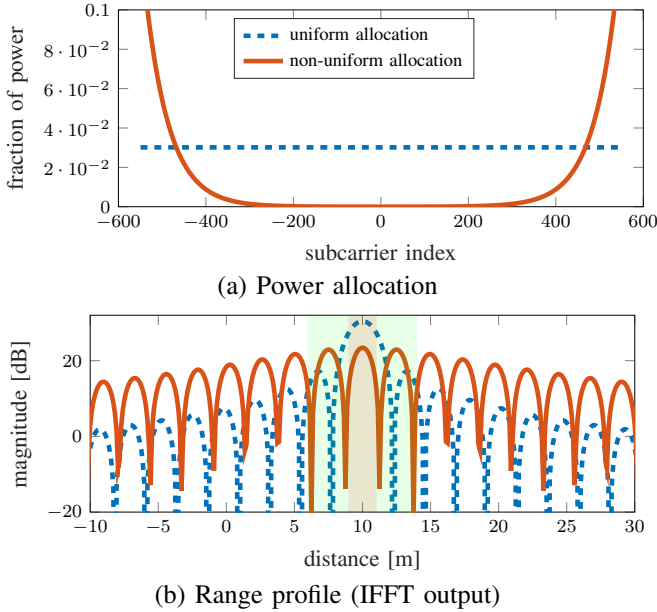 0.1
8 · 10⁻²
6 · 10⁻²
4 · 10⁻²
2 · 10⁻²
0
fraction of power
uniform allocation
non-uniform allocation
−600 −400 −200 0 200 400 600
subcarrier index
(a) Power allocation
20
0
−20
magnitude [dB]
−10 −5 0 5 10 15 20 25 30
distance [m]
(b) Range profile (IFFT output)